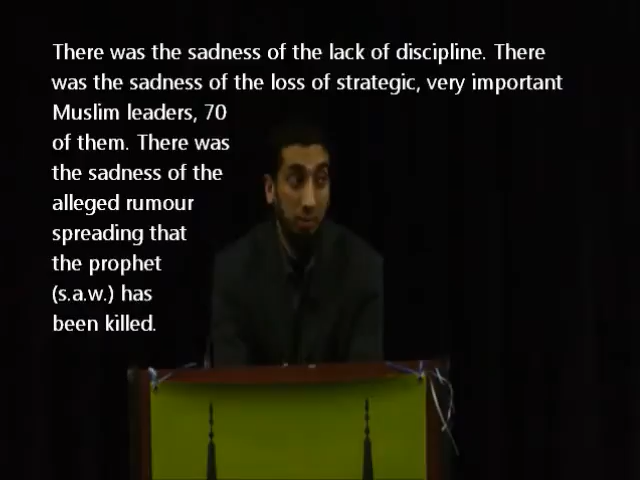 There was the sadness of the lack of discipline. There
was the sadness of the loss of strategic, very important
Muslim leaders, 70
of them. There was
the sadness of the
alleged rumour
spreading that
the prophet
(s.a.w.) has
been killed.